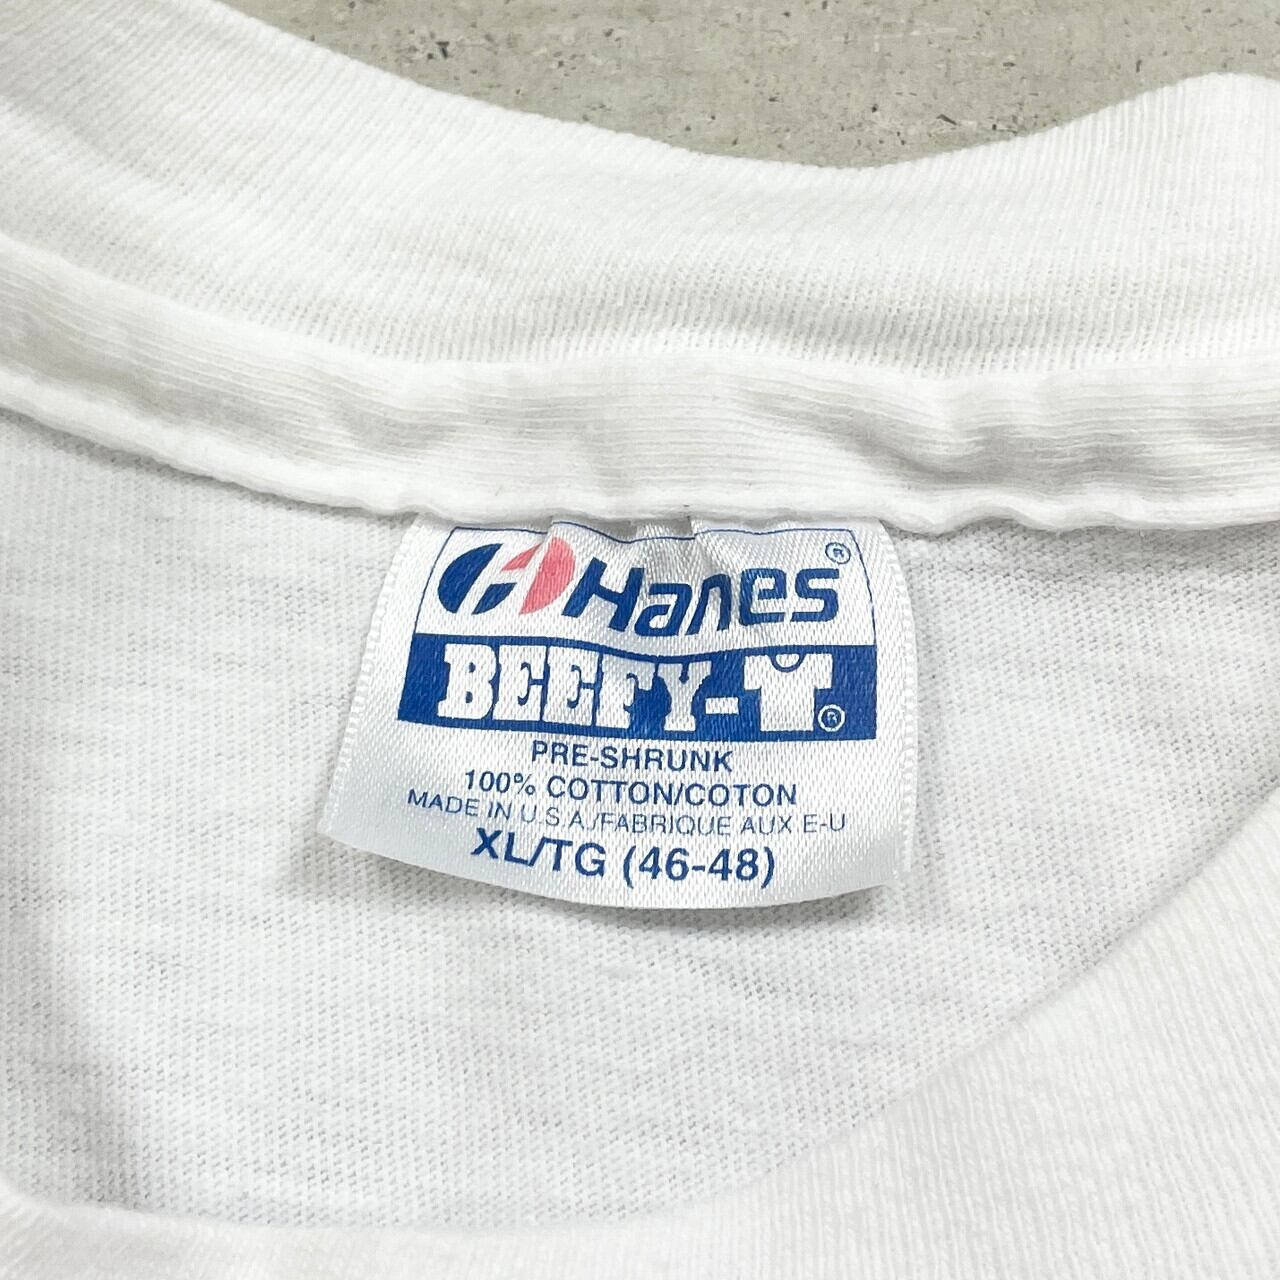 Hanes®
BEEFY-T®
PRE-SHRUNK
100% COTTON/COTON
MADE IN U.S.A./FABRIQUE AUX E-U
XL/TG (46-48)